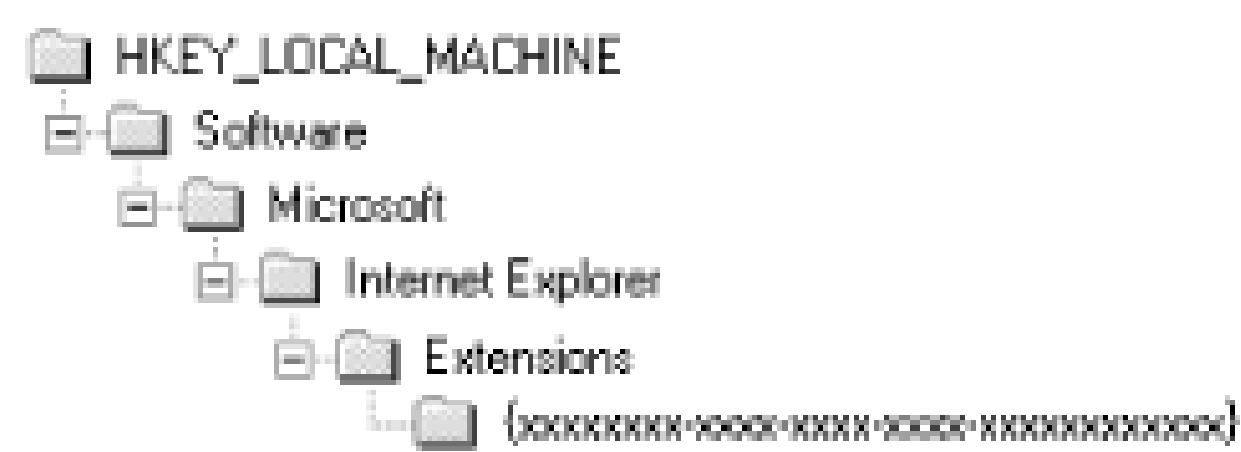 HKEY_LOCAL_MACHINE
Software
Microsoft
Internet Explorer
Extensions
{xxxxxxxx-xxxx-xxxx-xxxx-xxxxxxxxxxxx}